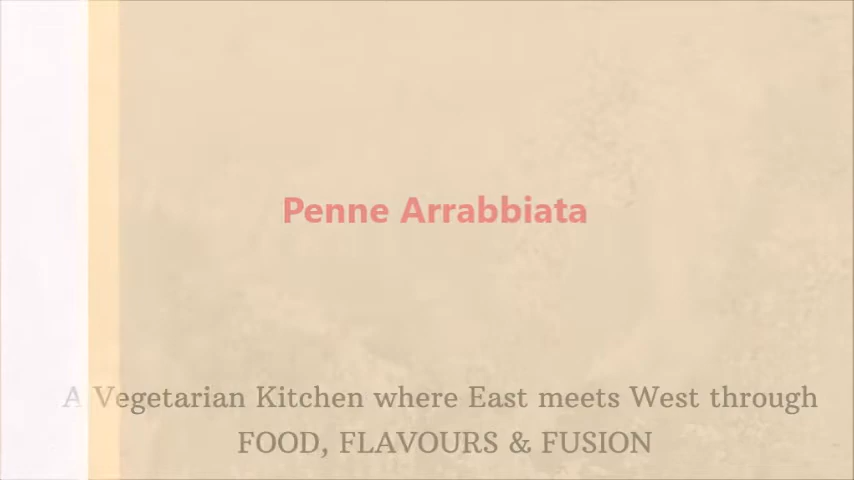 Penne Arrabbiata
A Vegetarian Kitchen where East meets West through
FOOD, FLAVOURS & FUSION